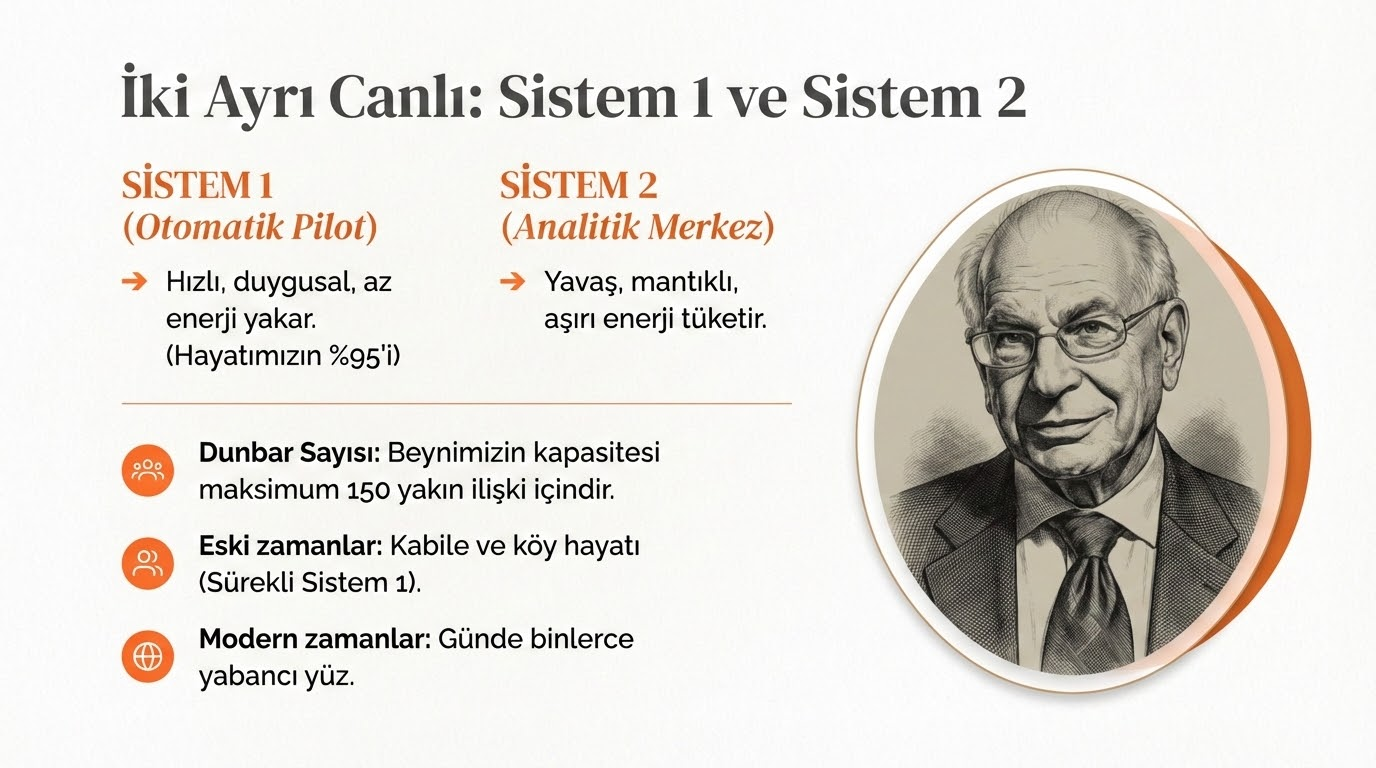 İki Ayrı Canlı: Sistem 1 ve Sistem 2
SİSTEM 1
(Otomatik Pilot)
Hızlı, duygusal, az
enerji yakar.
(Hayatımızın %95'i)
SİSTEM 2
(Analitik Merkez)
Yavaş, mantıklı,
aşırı enerji tüketir.
Dunbar Sayısı: Beynimizin kapasitesi
maksimum 150 yakın ilişki içindir.
Eski zamanlar: Kabile ve köy hayatı
(Sürekli Sistem 1).
Modern zamanlar: Günde binlerce
yabancı yüz.